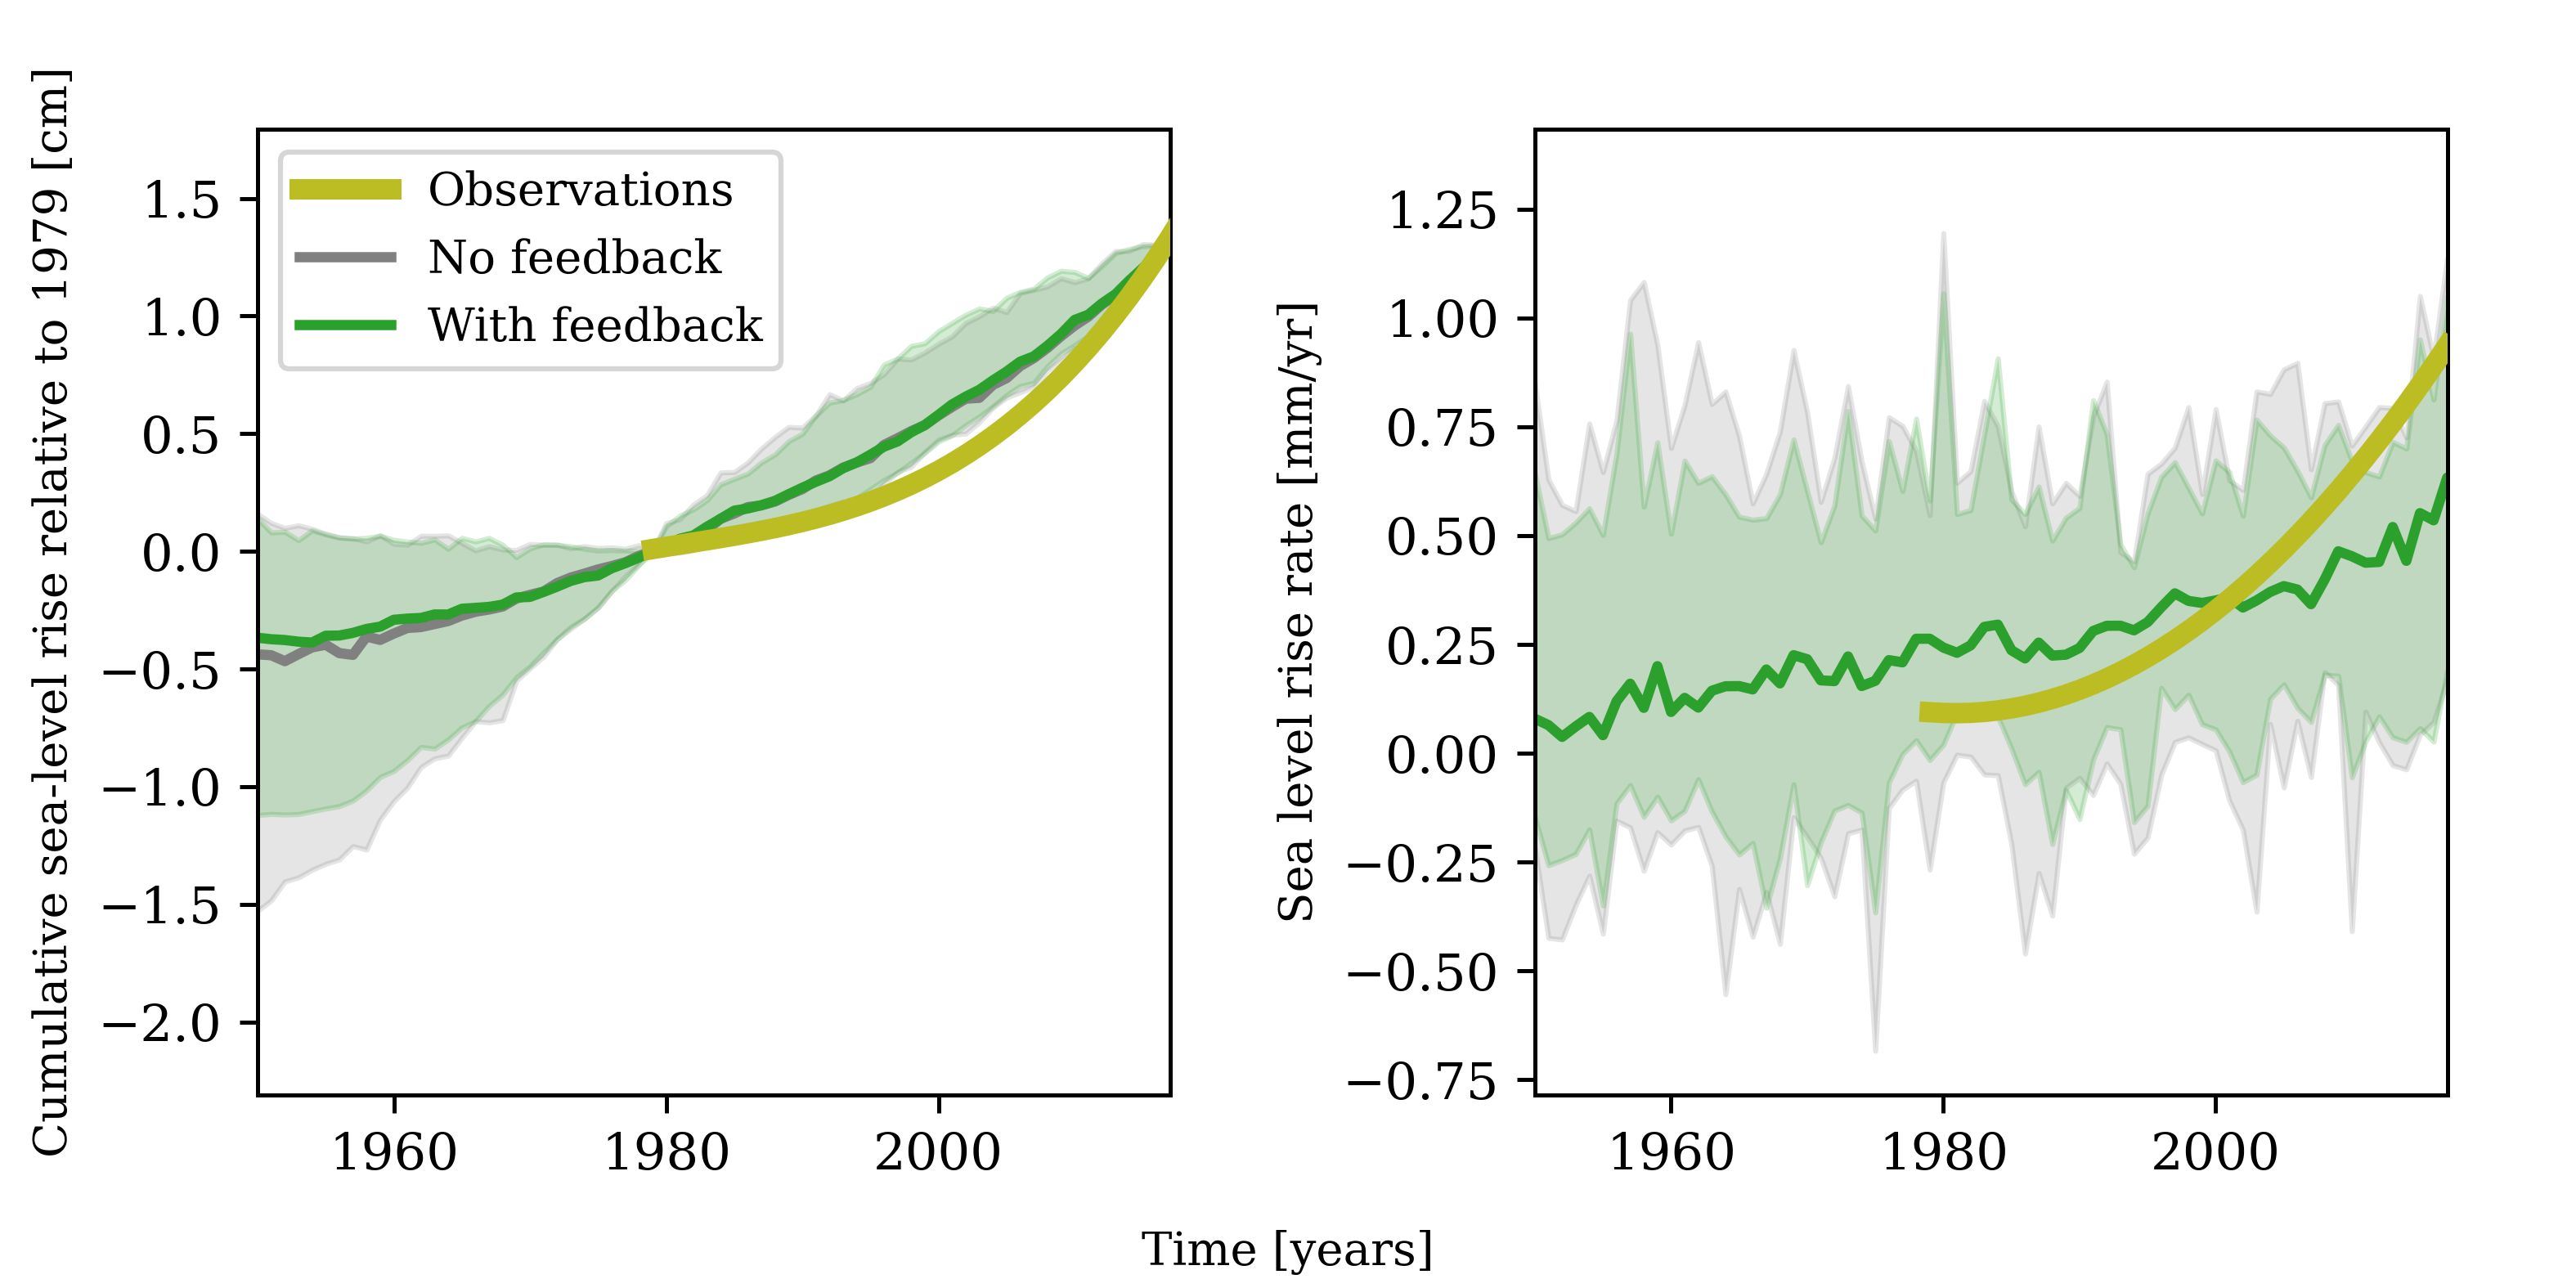 Cumulative sea-level rise relative to 1979 [cm]
1.5
1.0
0.5
0.0
−0.5
−1.0
−1.5
−2.0
Observations
No feedback
With feedback
1960 1980 2000
Sea level rise rate [mm/yr]
1.25
1.00
0.75
0.50
0.25
0.00
−0.25
−0.50
−0.75
1960 1980 2000
Time [years]